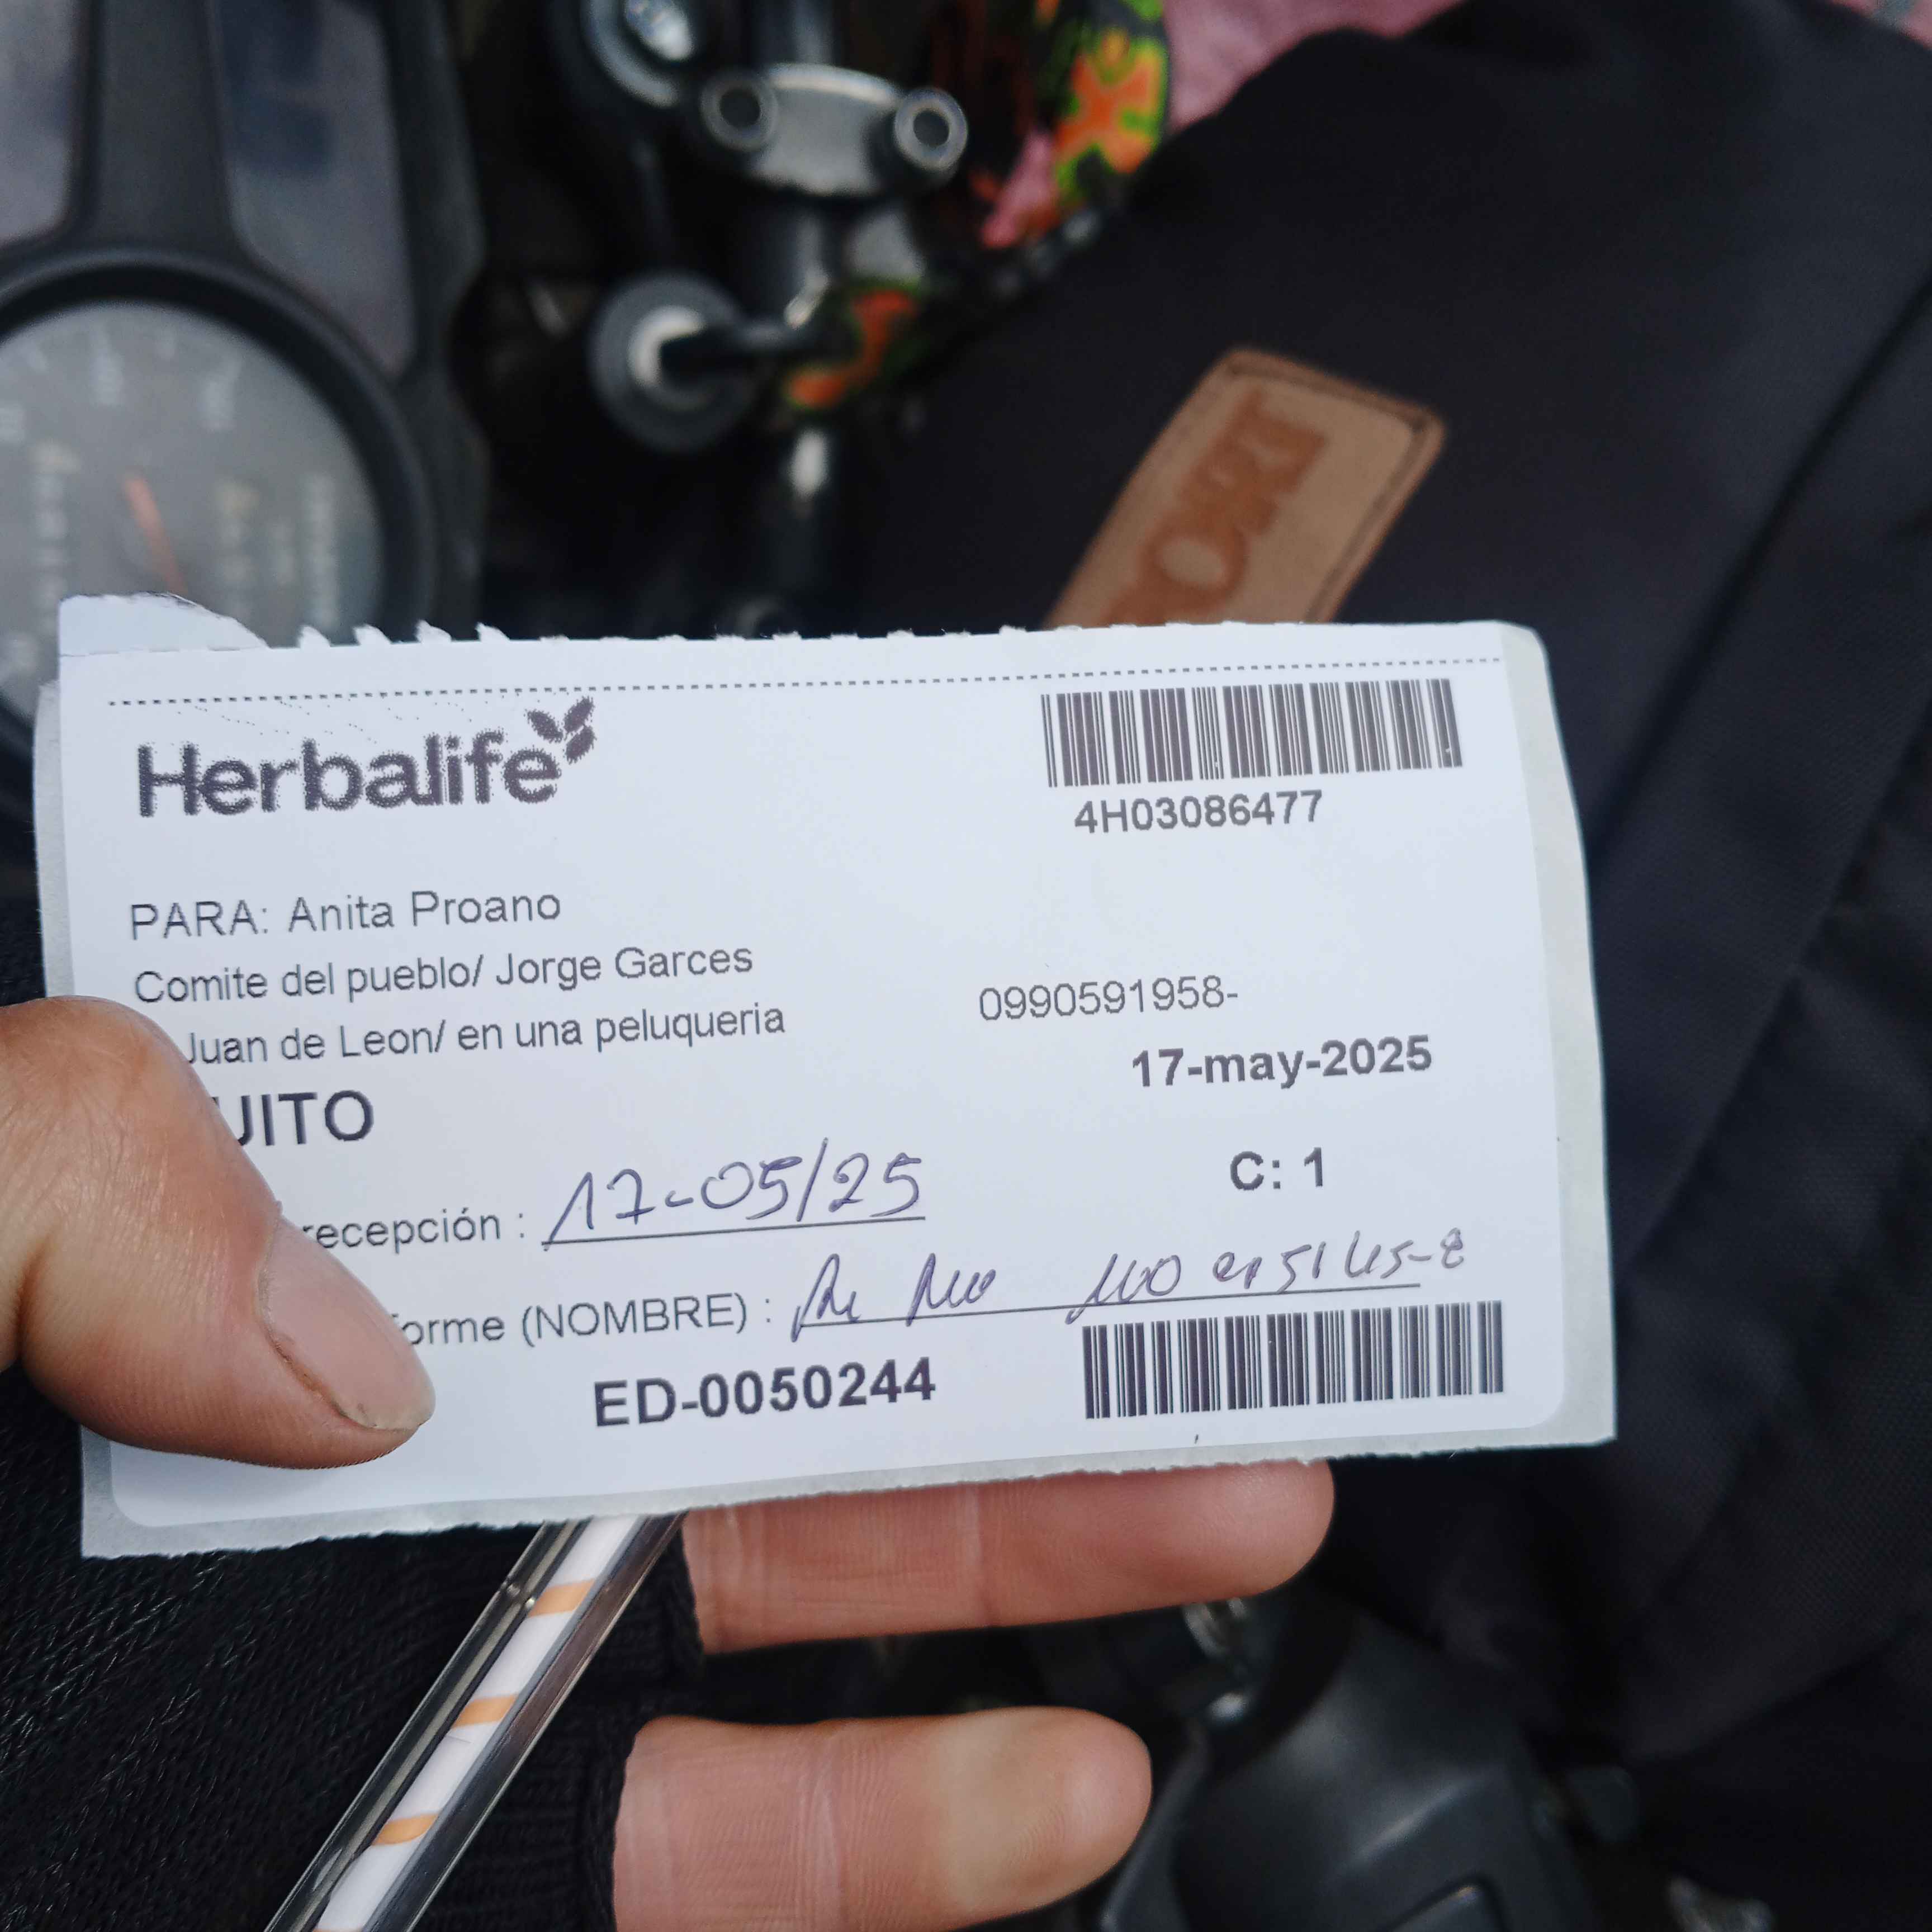 Herbalife
4H03086477
PARA: Anita Proano
Comite del pueblo/ Jorge Garces
Juan de Leon/ en una peluqueria
0990591958-
17-may-2025
UITO
C: 1
recepción : 17-05/25
orme (NOMBRE) :
ED-0050244